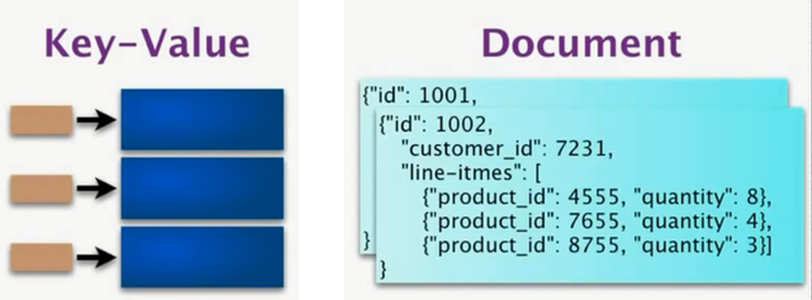 Key-Value
Document
{"id": 1001,
{"id": 1002,
"customer_id": 7231,
"line-itmes": [
{"product_id": 4555, "quantity": 8},
{"product_id": 7655, "quantity": 4},
{"product_id": 8755, "quantity": 3}]
}
}